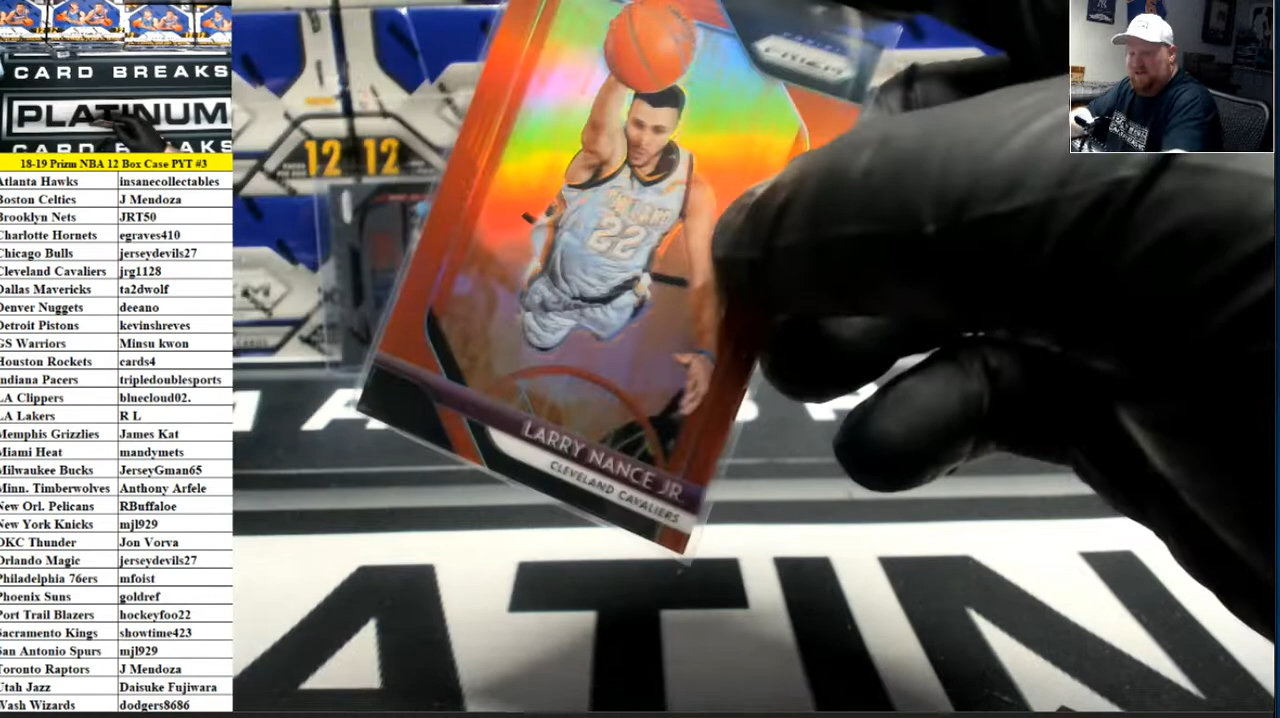 CARD BREAKS
PLATINUM
CARD BREAKS
18-19 Prizm NBA 12 Box Case PYT #3
Atlanta Hawks insanecollectables
Boston Celtics J Mendoza
Brooklyn Nets JRT50
Charlotte Hornets egraves410
Chicago Bulls jerseydevils27
Cleveland Cavaliers jrg1128
Dallas Mavericks ta2dwolf
Denver Nuggets deeano
Detroit Pistons kevinshreves
GS Warriors Minsu kwon
Houston Rockets cards4
Indiana Pacers tripledoublesports
LA Clippers bluecloud02.
LA Lakers R L
Memphis Grizzlies James Kat
Miami Heat mandymets
Milwaukee Bucks JerseyGman65
Minn. Timberwolves Anthony Arfele
New Orl. Pelicans RBuffaloe
New York Knicks mjl929
OKC Thunder Jon Vorva
Orlando Magic jerseydevils27
Philadelphia 76ers mfoist
Phoenix Suns goldref
Port Trail Blazers hockeyfoo22
Sacramento Kings showtime423
San Antonio Spurs mjl929
Toronto Raptors J Mendoza
Utah Jazz Daisuke Fujiwara
Wash Wizards dodgers8686
12 12
PRIZM
22
LARRY NANCE JR.
CLEVELAND CAVALIERS
ATIN